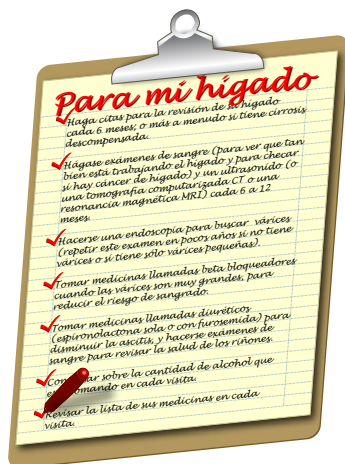 Para mi hígado
Haga citas para la revisión de su hígado
cada 6 meses, o más a menudo si tiene cirrosis
descompensada.
Hágase exámenes de sangre (para ver que tan
bien está trabajando el hígado y para checar
si hay cáncer de hígado) y un ultrasonido (o
una tomografía computarizada CT o una
resonancia magnética MRI) cada 6 a 12
meses.
Hacerse una endoscopía para buscar várices
(repetir este examen en pocos años si no tiene
várices o si tiene sólo várices pequeñas).
Tomar medicinas llamadas beta bloqueadores
cuando las várices son muy grandes, para
reducir el riesgo de sangrado.
Tomar medicinas llamadas diuréticos
(espironolactona sola o con furosemida) para
disminuir la ascitis, y hacerse exámenes de
sangre para revisar la salud de los riñones.
sobre la cantidad de alcohol que
tomando en cada visita.
Revisar la lista de sus medicinas en cada
visita.